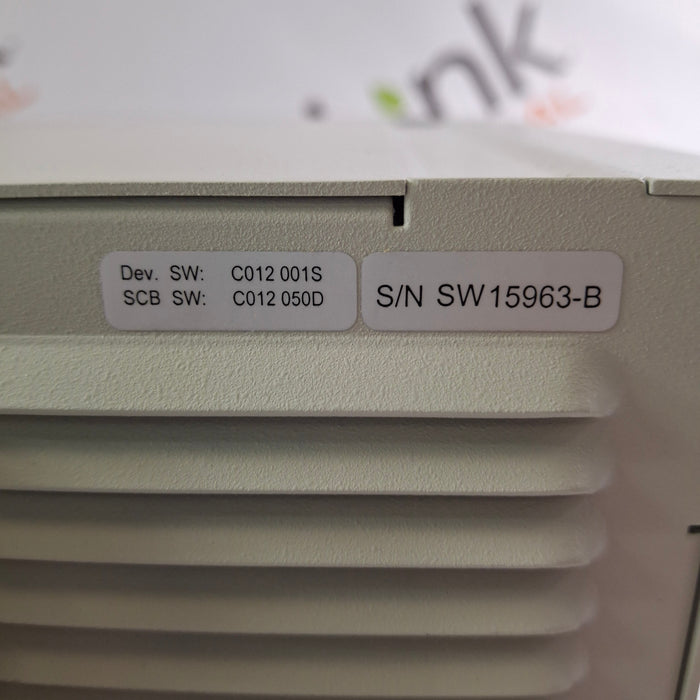 Dev. SW: C012 001S
SCB SW: C012 050D
S/N SW15963-B